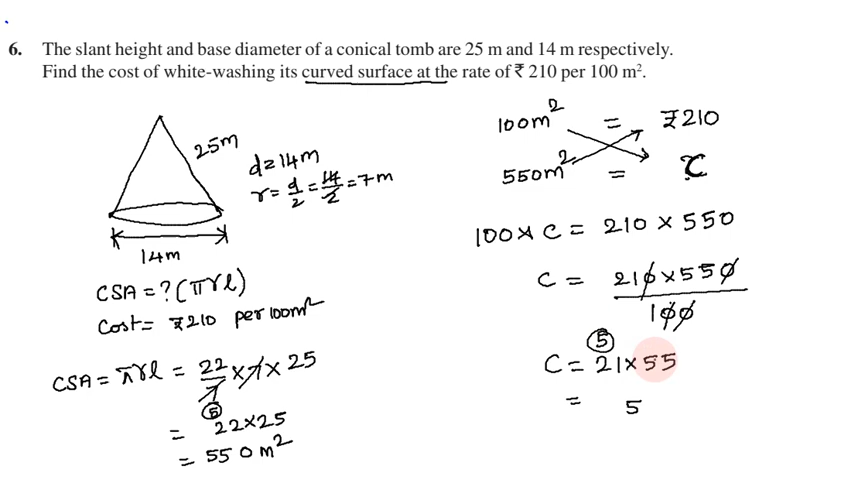 6. The slant height and base diameter of a conical tomb are 25 m and 14 m respectively.
Find the cost of white-washing its curved surface at the rate of ₹ 210 per 100 m².
25m
d=14m
r= d/2 = 14/2 = 7m
14m
CSA = ? (πrl)
Cost= ₹210 per 100m²
CSA = πrl = 22/7 × 7 × 25
5
= 22×25
= 550m²
100m² = ₹210
550m² = C
100 × C = 210 × 550
C = 210×550/100
5
C = 21×55
= 5